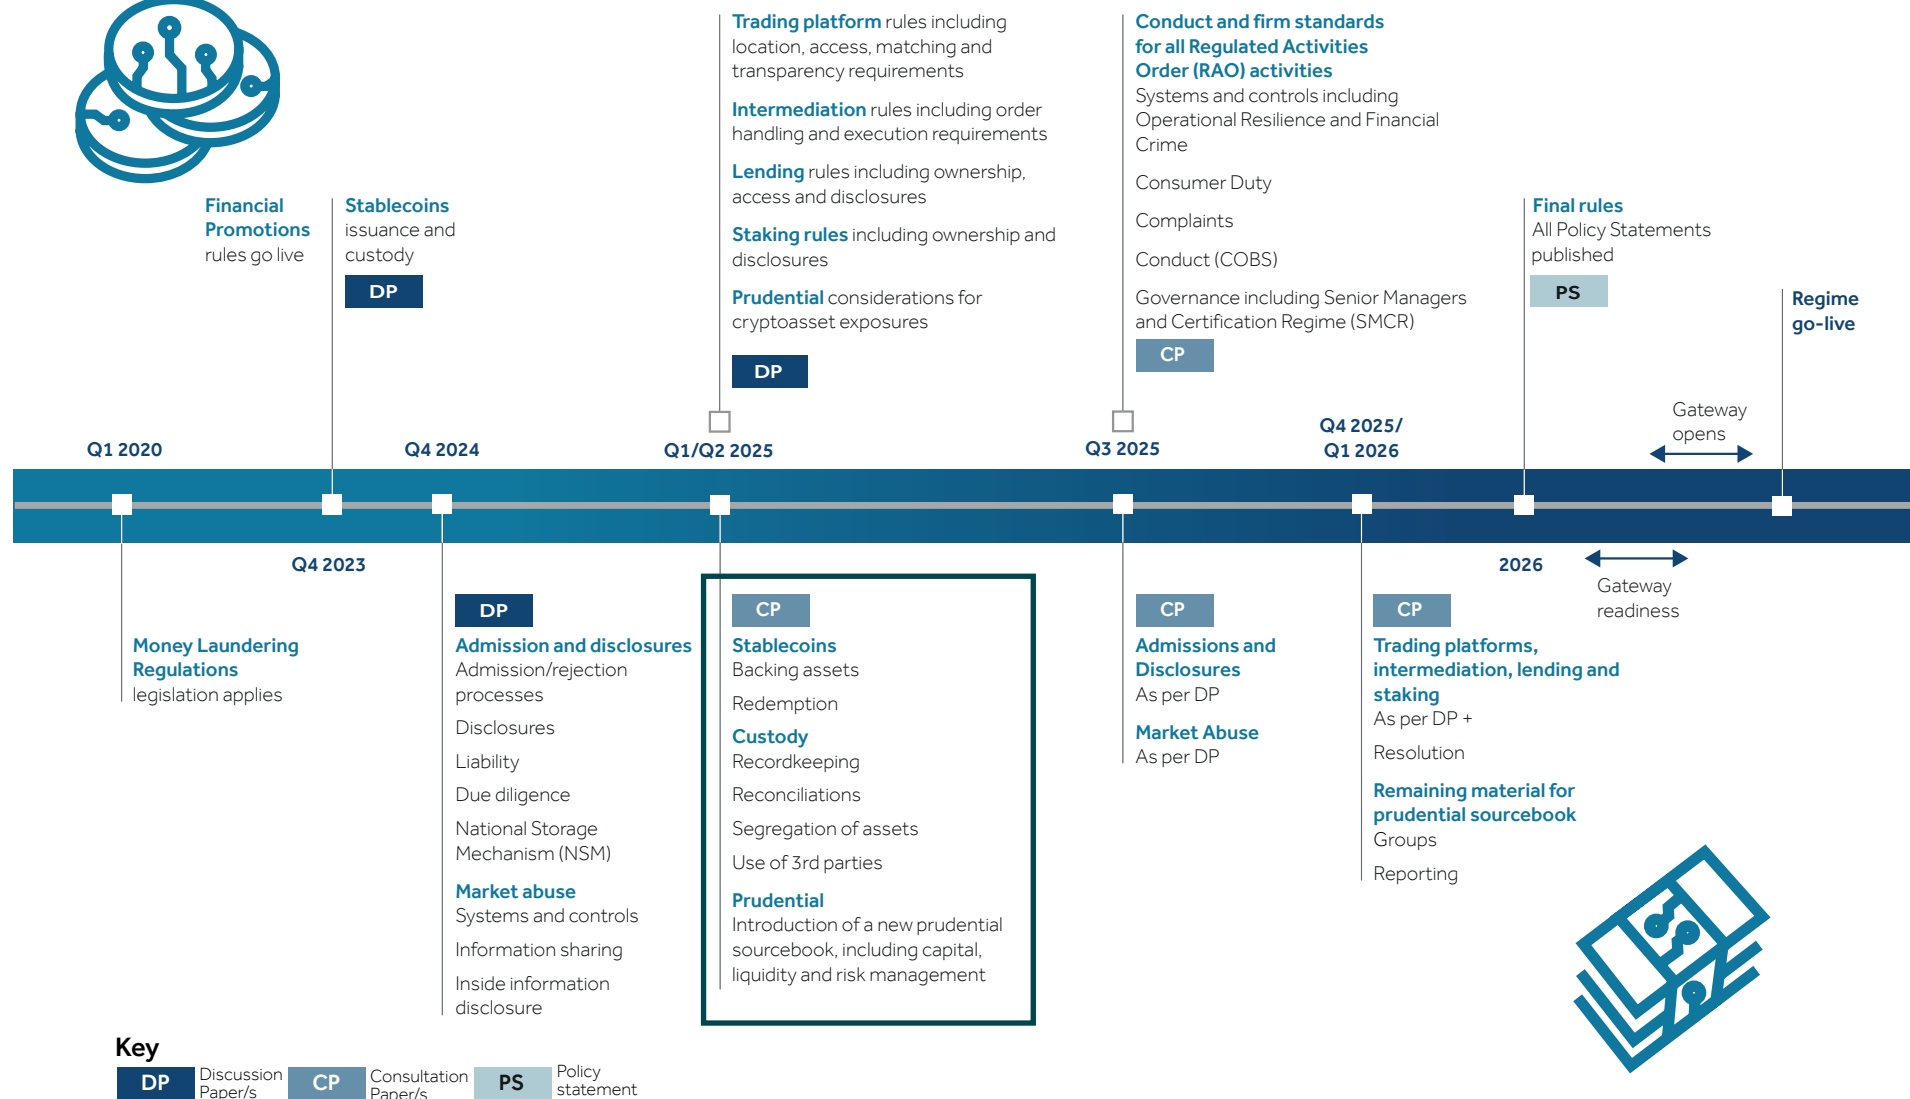 Financial
Promotions
rules go live
Stablecoins
issuance and
custody
DP
Trading platform rules including
location, access, matching and
transparency requirements
Intermediation rules including order
handling and execution requirements
Lending rules including ownership,
access and disclosures
Staking rules including ownership and
disclosures
Prudential considerations for
cryptoasset exposures
DP
Conduct and firm standards
for all Regulated Activities
Order (RAO) activities
Systems and controls including
Operational Resilience and Financial
Crime
Consumer Duty
Complaints
Conduct (COBS)
Governance including Senior Managers
and Certification Regime (SMCR)
CP
Final rules
All Policy Statements
published
PS
Regime
go-live
Gateway
opens
Q1 2020
Q4 2024
Q1/Q2 2025
Q3 2025
Q4 2025/
Q1 2026
Q4 2023
2026
Gateway
readiness
Money Laundering
Regulations
legislation applies
DP
Admission and disclosures
Admission/rejection
processes
Disclosures
Liability
Due diligence
National Storage
Mechanism (NSM)
Market abuse
Systems and controls
Information sharing
Inside information
disclosure
CP
Stablecoins
Backing assets
Redemption
Custody
Recordkeeping
Reconciliations
Segregation of assets
Use of 3rd parties
Prudential
Introduction of a new prudential
sourcebook, including capital,
liquidity and risk management
CP
Admissions and
Disclosures
As per DP
Market Abuse
As per DP
CP
Trading platforms,
intermediation, lending and
staking
As per DP +
Resolution
Remaining material for
prudential sourcebook
Groups
Reporting
Key
DP
Discussion
Paper/s
CP
Consultation
Paper/s
PS
Policy
statement